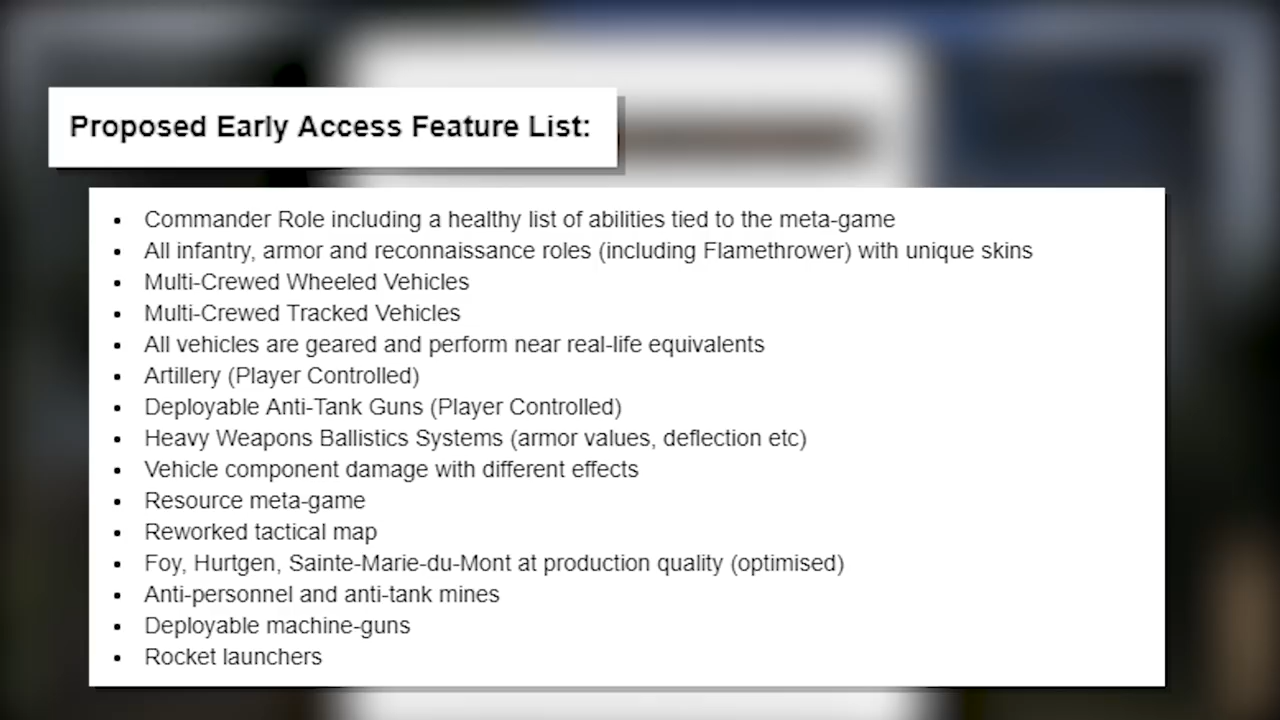 Proposed Early Access Feature List:
• Commander Role including a healthy list of abilities tied to the meta-game
• All infantry, armor and reconnaissance roles (including Flamethrower) with unique skins
• Multi-Crewed Wheeled Vehicles
• Multi-Crewed Tracked Vehicles
• All vehicles are geared and perform near real-life equivalents
• Artillery (Player Controlled)
• Deployable Anti-Tank Guns (Player Controlled)
• Heavy Weapons Ballistics Systems (armor values, deflection etc)
• Vehicle component damage with different effects
• Resource meta-game
• Reworked tactical map
• Foy, Hurtgen, Sainte-Marie-du-Mont at production quality (optimised)
• Anti-personnel and anti-tank mines
• Deployable machine-guns
• Rocket launchers